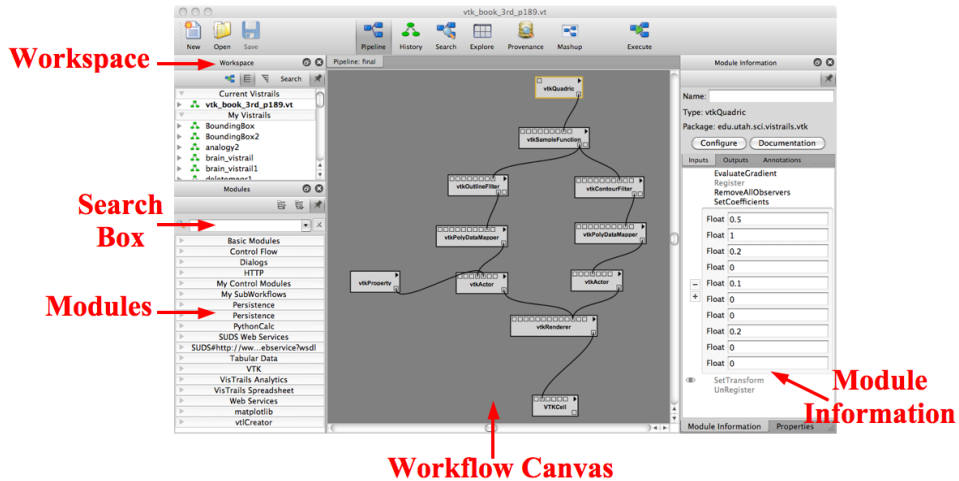 vtk_book_3rd_p189.vt
New Open Save Pipeline History Search Explore Provenance Mashup Execute
Workspace
Workspace
Search
Current Vistrails
vtk_book_3rd_p189.vt
My Vistrails
BoundingBox
BoundingBox2
analogy2
brain_vistrail
brain_vistrail1
Modules
Search
Box
Modules
Basic Modules
Control Flow
Dialogs
HTTP
My Control Modules
My SubWorkflows
Persistence
Persistence
PythonCalc
SUDS Web Services
SUDS#http://ww...ebservice?wsdl
Tabular Data
VTK
VisTrails Analytics
VisTrails Spreadsheet
Web Services
matplotlib
vtlCreator
Pipeline: final
vtkQuadric
vtkSampleFunction
vtkOutlineFilter
vtkContourFilter
vtkPolyDataMapper
vtkPolyDataMapper
vtkProperty
vtkActor
vtkActor
vtkRenderer
VTKCell
Workflow Canvas
Module Information
Name:
Type: vtkQuadric
Package: edu.utah.sci.vistrails.vtk
Configure Documentation
Inputs Outputs Annotations
EvaluateGradient
Register
RemoveAllObservers
SetCoefficients
Float 0.5
Float 1
Float 0.2
Float 0
Float 0.1
Float 0
Float 0
Float 0.2
Float 0
Float 0
SetTransform
UnRegister
Module Information Properties
Module
Information